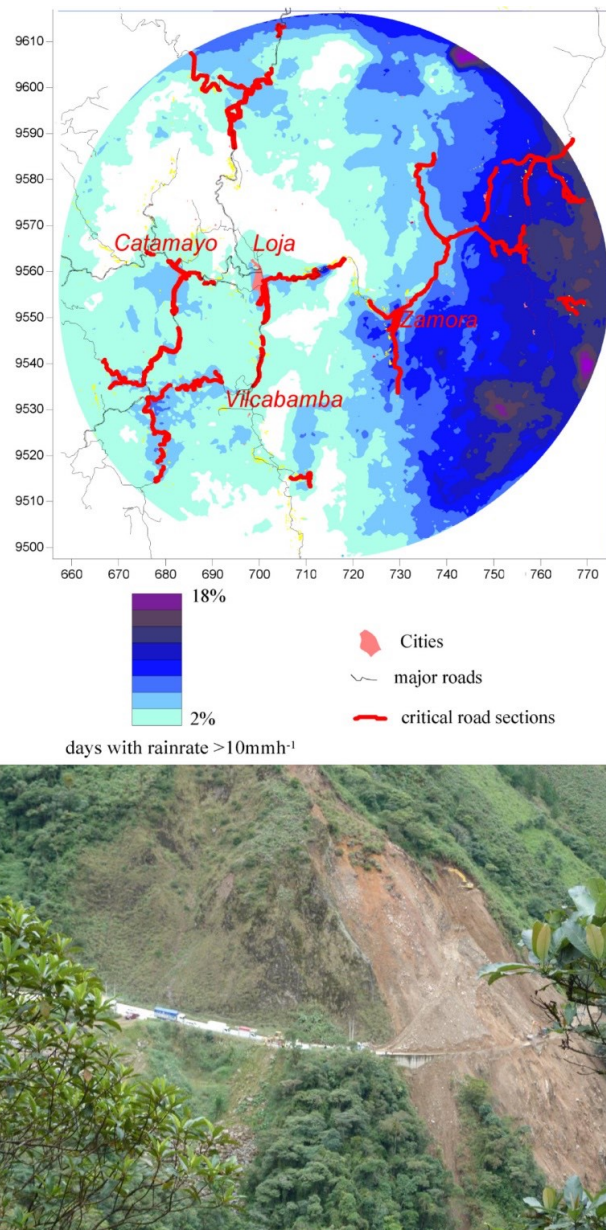 9610
9600
9590
9580
9570
Catamayo Loja
9560
9550
Zamora
9540
Vilcabamba
9530
9520
9510
9500
660 670 680 690 700 710 720 730 740 750 760 770
18%
Cities
major roads
2%
critical road sections
days with rainrate >10mmh⁻¹